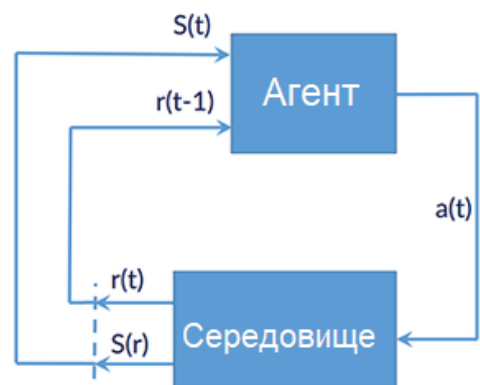 S(t)
Агент
r(t-1)
a(t)
r(t)
Середовище
S(r)